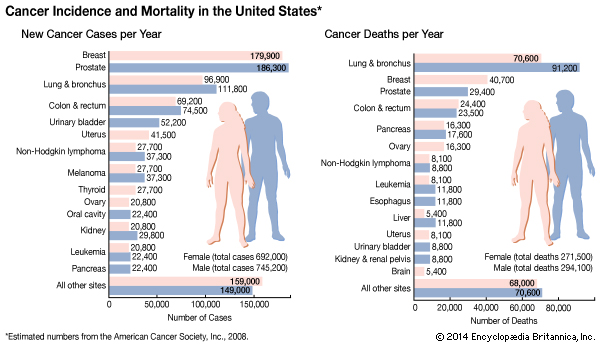 Cancer Incidence and Mortality in the United States*
New Cancer Cases per Year
Breast 179,900
Prostate 186,300
Lung & bronchus 96,900
111,800
Colon & rectum 69,200
74,500
Urinary bladder 52,200
Uterus 41,500
Non-Hodgkin lymphoma 27,700
37,300
Melanoma 27,700
37,300
Thyroid 27,700
Ovary 20,800
Oral cavity 22,400
Kidney 20,800
29,800
Leukemia 20,800
22,400
Pancreas 22,400
Female (total cases 692,000)
Male (total cases 745,200)
All other sites 159,000
149,000
0 50,000 100,000 150,000
Number of Cases
Cancer Deaths per Year
Lung & bronchus 70,600
91,200
Breast 40,700
Prostate 29,400
Colon & rectum 24,400
23,500
Pancreas 16,300
17,600
Ovary 16,300
Non-Hodgkin 8,100
lymphoma 8,800
Leukemia 8,100
11,800
Esophagus 11,800
Liver 5,400
11,800
Uterus 8,100
Urinary bladder 8,800
Kidney & renal pelvis 8,800
Brain 5,400
Female (total deaths 271,500)
Male (total deaths 294,100)
All other sites 68,000
70,600
0 20,000 40,000 60,000 80,000
Number of Deaths
*Estimated numbers from the American Cancer Society, Inc., 2008.
© 2014 Encyclopædia Britannica, Inc.